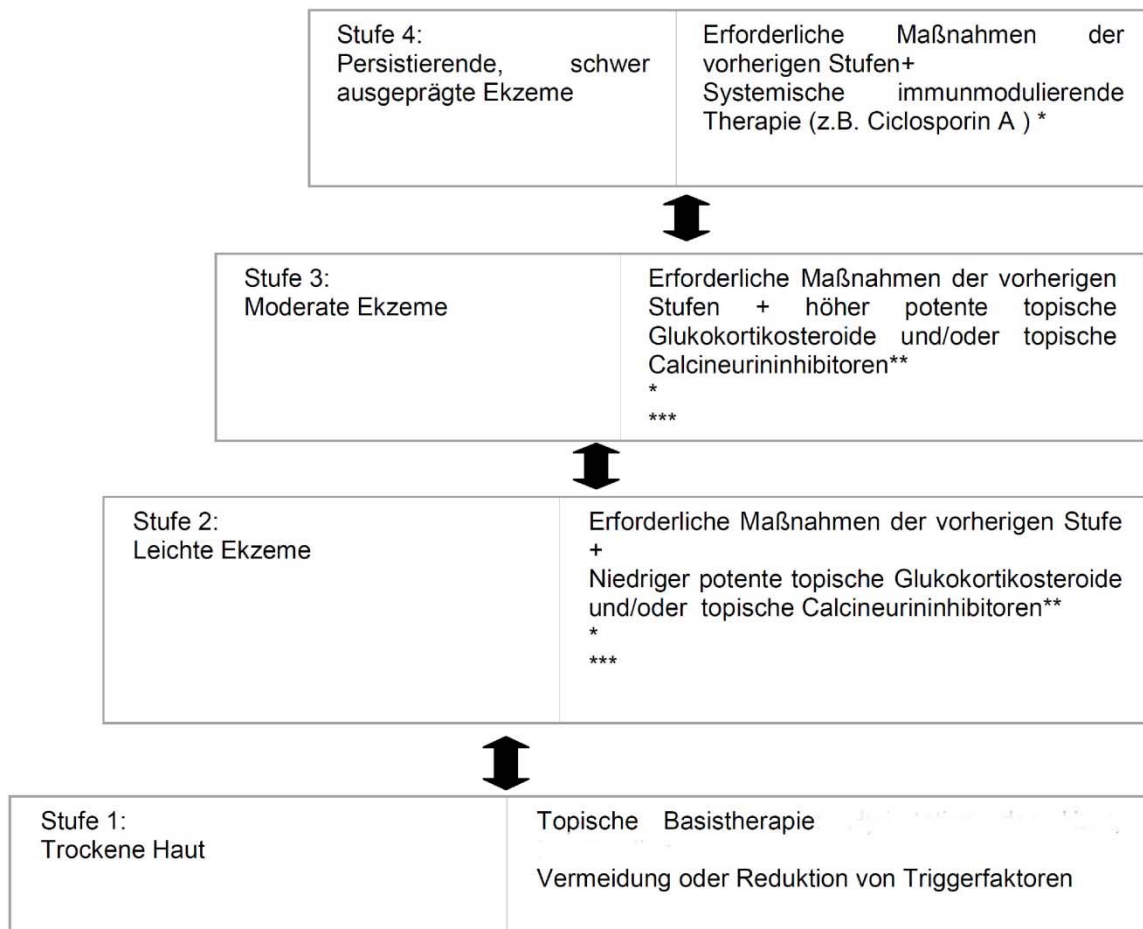 Stufe 4:
Persistierende, schwer
ausgeprägte Ekzeme
Erforderliche Maßnahmen der
vorherigen Stufen+
Systemische immunmodulierende
Therapie (z.B. Ciclosporin A ) *
Stufe 3:
Moderate Ekzeme
Erforderliche Maßnahmen der vorherigen
Stufen + höher potente topische
Glukokortikosteroide und/oder topische
Calcineurininhibitoren**
*
***
Stufe 2:
Leichte Ekzeme
Erforderliche Maßnahmen der vorherigen Stufe
+
Niedriger potente topische Glukokortikosteroide
und/oder topische Calcineurininhibitoren**
*
***
Stufe 1:
Trockene Haut
Topische Basistherapie
Vermeidung oder Reduktion von Triggerfaktoren